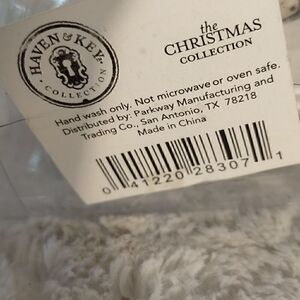 HAVEN & KEY
COLLECTION
the
CHRISTMAS
COLLECTION
Hand wash only. Not microwave or oven safe.
Distributed by: Parkway Manufacturing and
Trading Co., San Antonio, TX 78218
Made in China
0 41220 28307 1